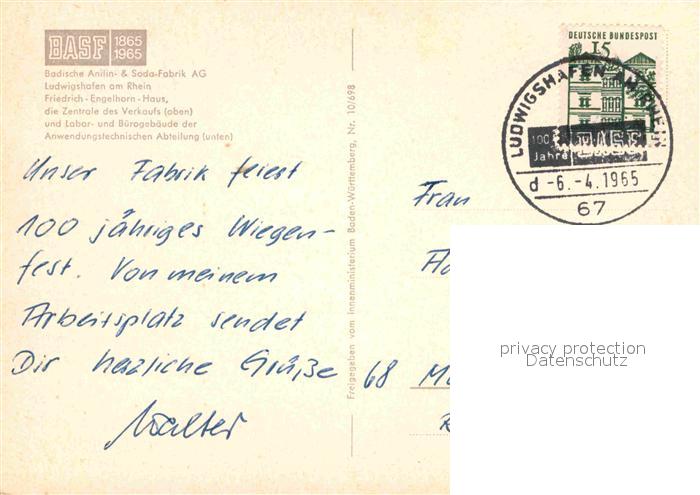 BASF 1865
1965
Badische Anilin- & Soda-Fabrik AG
Ludwigshafen am Rhein
Friedrich-Engelhorn-Haus,
die Zentrale des Verkaufs (oben)
und Labor- und Bürogebäude der
Anwendungstechnischen Abteilung (unten)
Unser Fabrik feiert
100 jähriges Wiegen-
fest. Von meinem
Arbeitsplatz sendet
Dir herzliche Grüße
Walter
Freigegeben vom Innenministerium Baden-Württemberg, Nr. 10/698
DEUTSCHE BUNDESPOST
15
LUDWIGSHAFEN AM RHEIN
100
Jahre BASF
d -6.-4.1965
67
Frau
68
privacy protection
Datenschutz